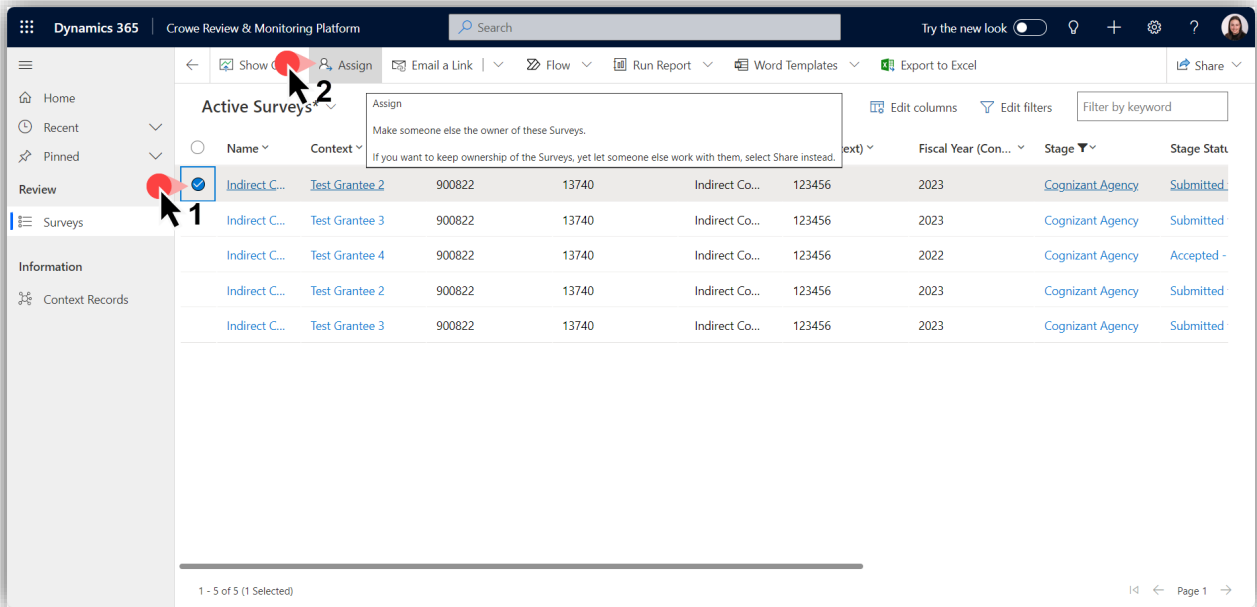 Dynamics 365 Crowe Review & Monitoring Platform Search Try the new look
Show Assign Email a Link Flow Run Report Word Templates Export to Excel Share
2
Home
Recent
Pinned
Review
Surveys
Information
Context Records
Active Surveys*
Assign
Make someone else the owner of these Surveys.
If you want to keep ownership of the Surveys, yet let someone else work with them, select Share instead.
Edit columns Edit filters Filter by keyword
Name Context ext) Fiscal Year (Con... Stage Stage Statu
1
Indirect C... Test Grantee 2 900822 13740 Indirect Co... 123456 2023 Cognizant Agency Submitted
Indirect C... Test Grantee 3 900822 13740 Indirect Co... 123456 2023 Cognizant Agency Submitted
Indirect C... Test Grantee 4 900822 13740 Indirect Co... 123456 2022 Cognizant Agency Accepted -
Indirect C... Test Grantee 2 900822 13740 Indirect Co... 123456 2023 Cognizant Agency Submitted
Indirect C... Test Grantee 3 900822 13740 Indirect Co... 123456 2023 Cognizant Agency Submitted
1 - 5 of 5 (1 Selected) Page 1